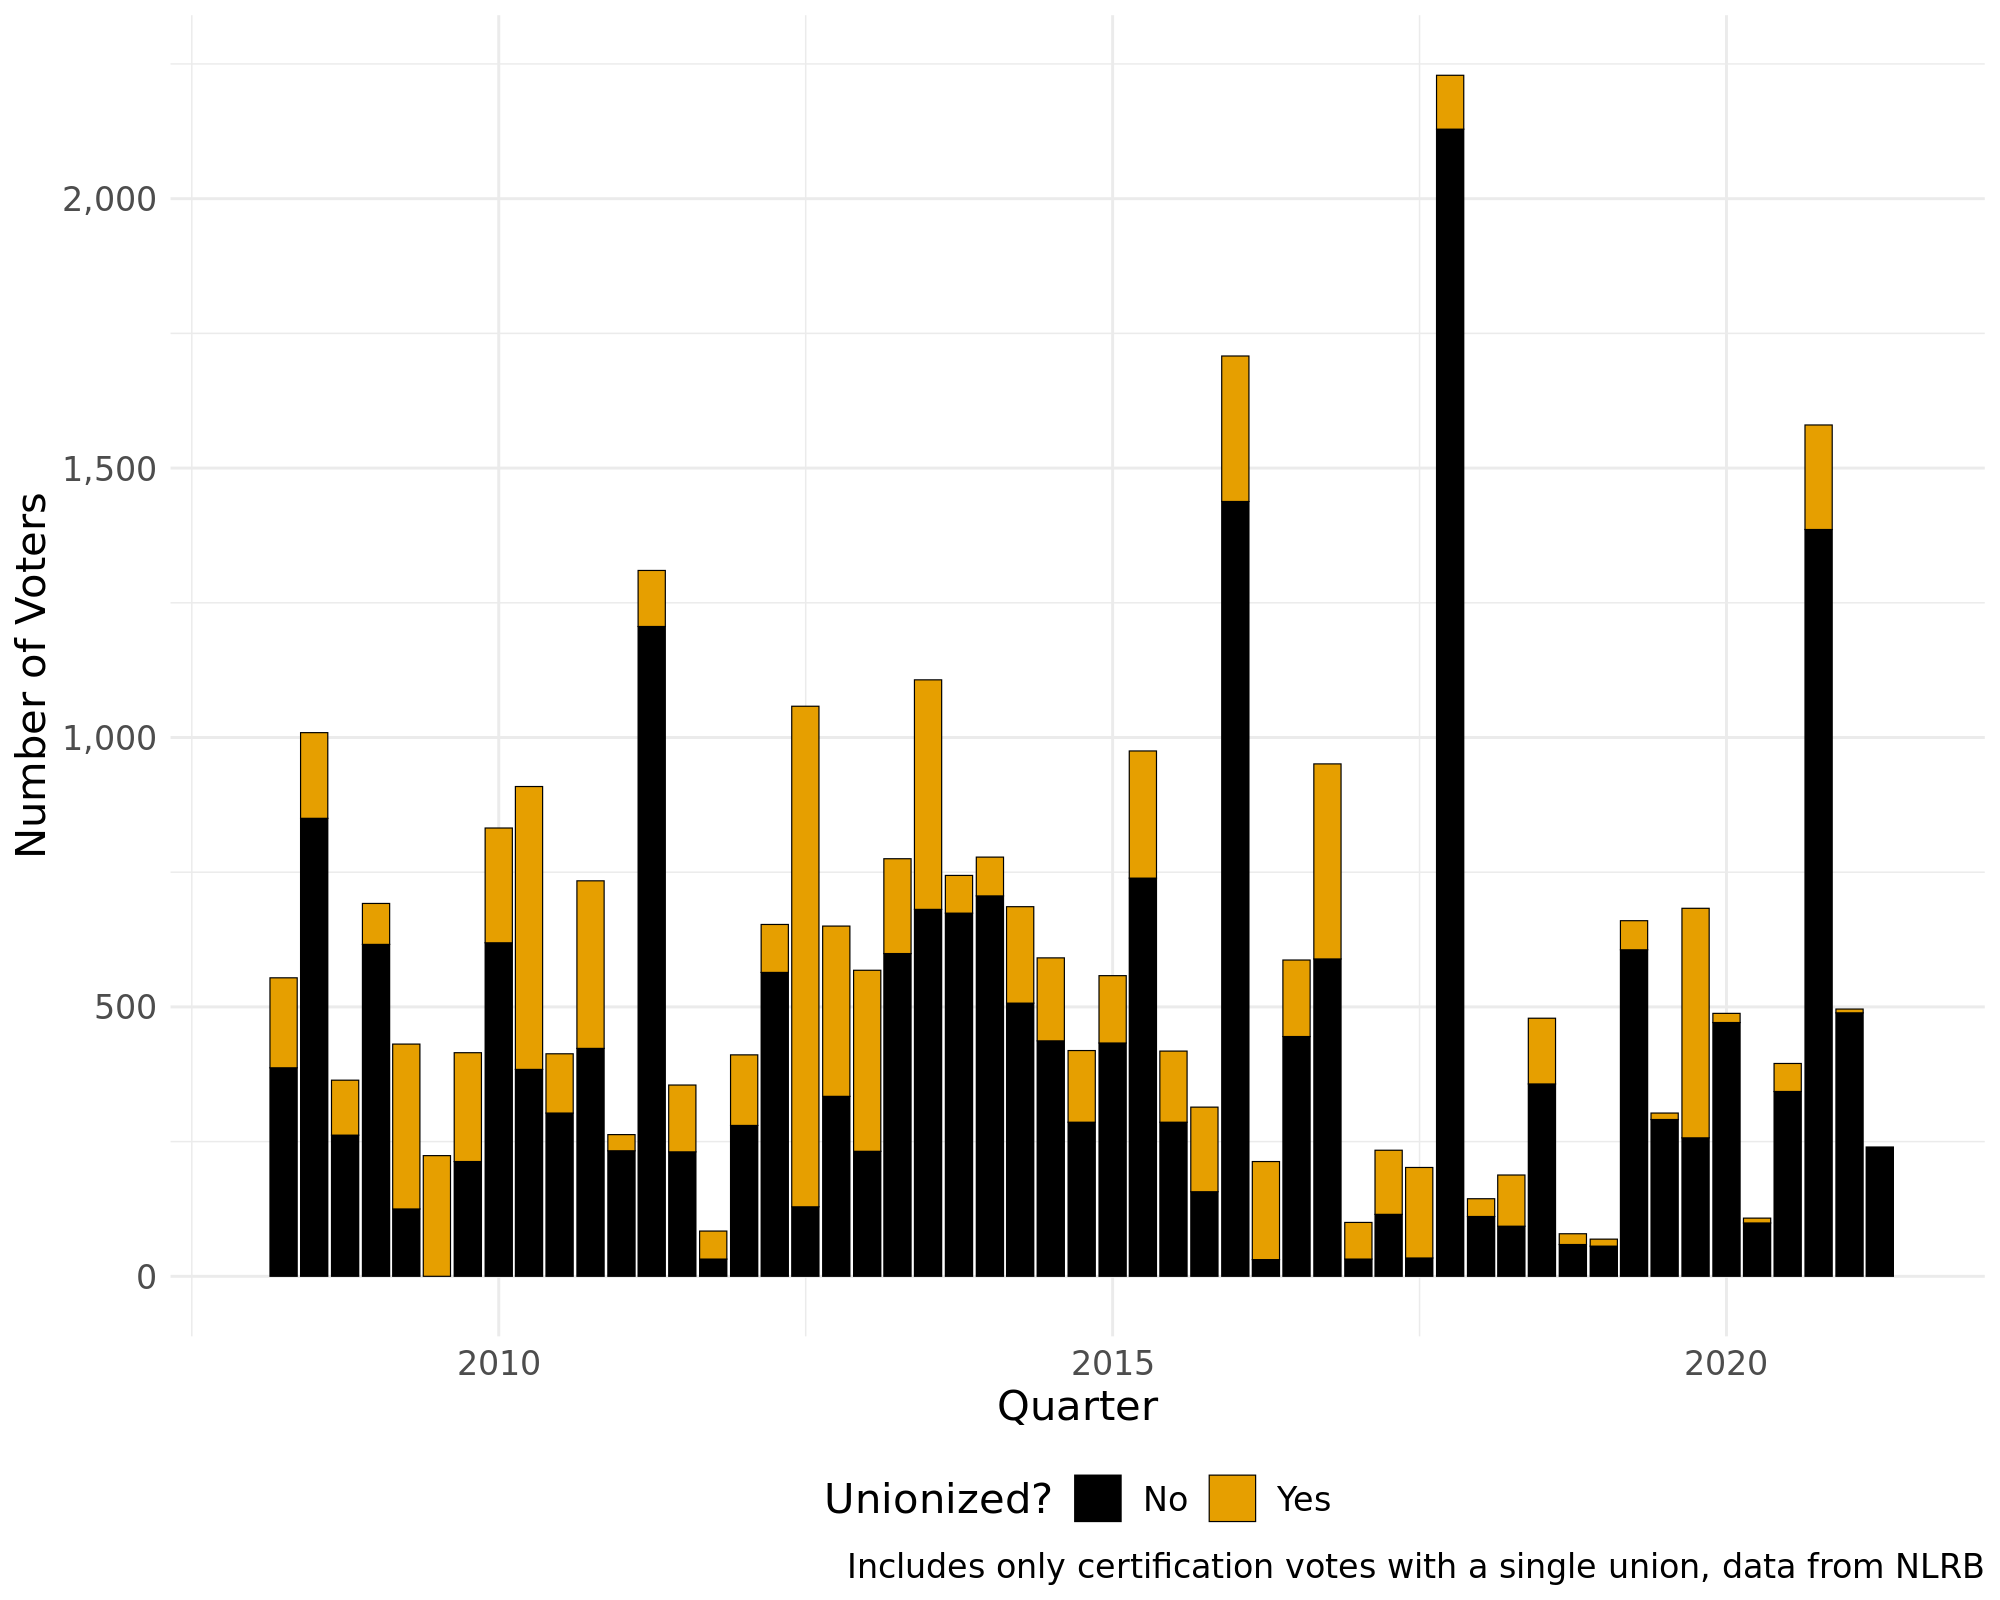 Number of Voters
2,000
1,500
1,000
500
0
2010 2015 2020
Quarter
Unionized? No Yes
Includes only certification votes with a single union, data from NLRB